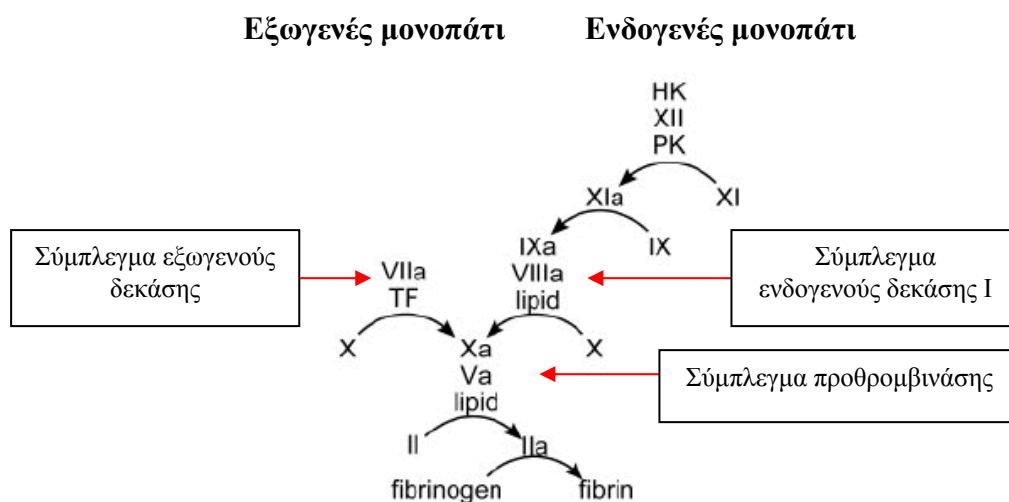 Εξωγενές μονοπάτι Ενδογενές μονοπάτι
HK
XII
PK
XIa XI
Σύμπλεγμα εξωγενούς
δεκάσης
VIIa
TF
IXa IX
VIIIa
lipid
Σύμπλεγμα
ενδογενούς δεκάσης Ι
X Xa X
Va
lipid
Σύμπλεγμα προθρομβινάσης
II IIa
fibrinogen fibrin